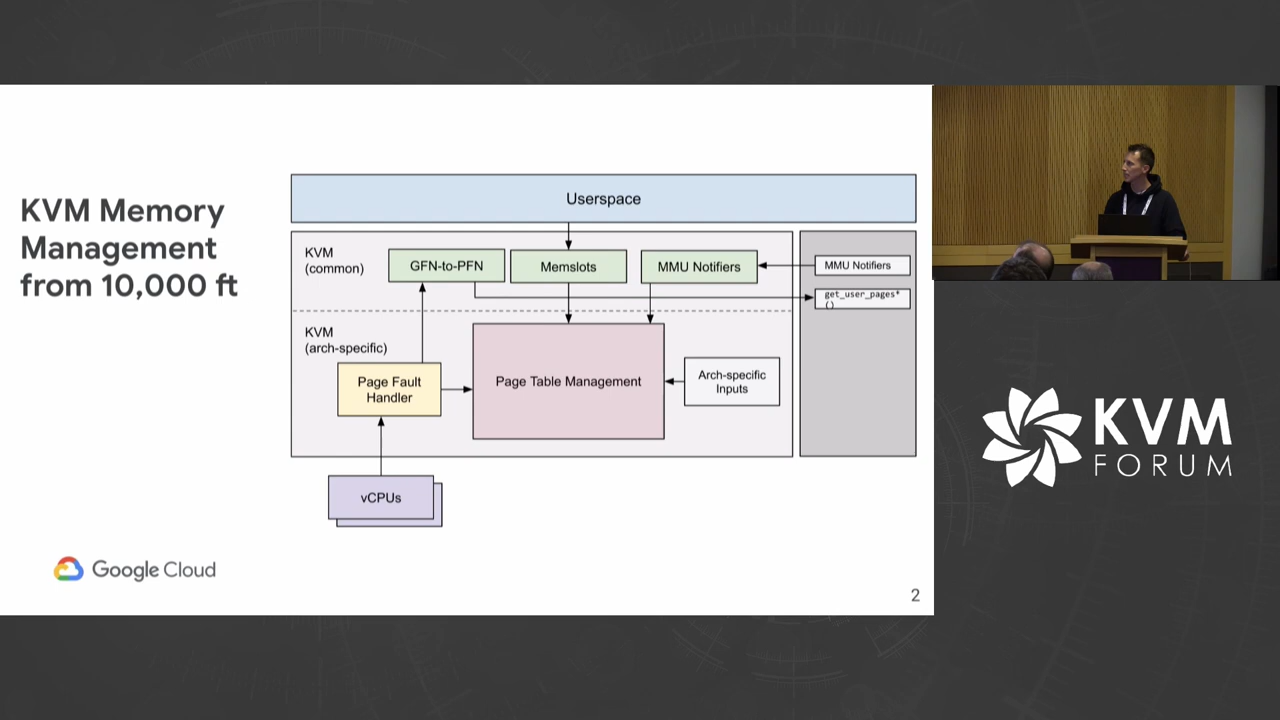 KVM Memory
Management
from 10,000 ft
Userspace
KVM
(common)
GFN-to-PFN
Memslots
MMU Notifiers
MMU Notifiers
get_user_pages*
()
KVM
(arch-specific)
Page Fault
Handler
Page Table Management
Arch-specific
Inputs
vCPUs
Google Cloud
2
KVM
FORUM